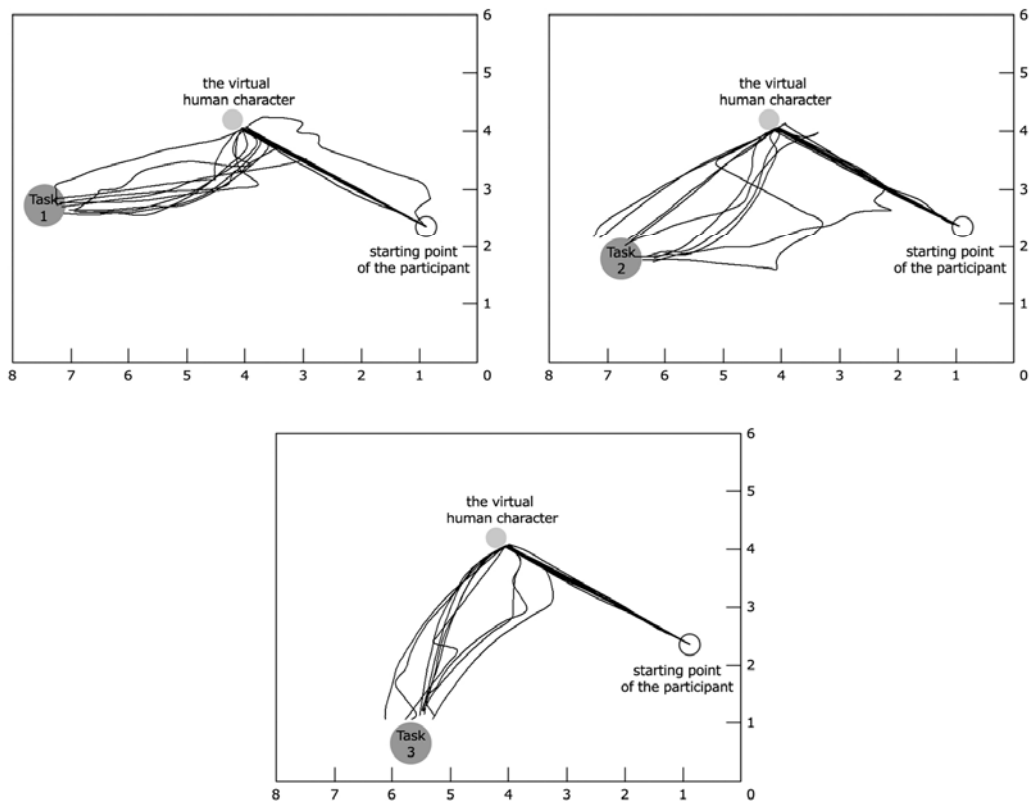 6
5
the virtual
human character
4
3
Task
1
2
starting point
of the participant
1
8 7 6 5 4 3 2 1 0
6
5
the virtual
human character
4
3
2
Task
2
starting point
of the participant
1
8 7 6 5 4 3 2 1 0
6
the virtual
human character
5
4
3
2
starting point
of the participant
1
Task
3
8 7 6 5 4 3 2 1 0